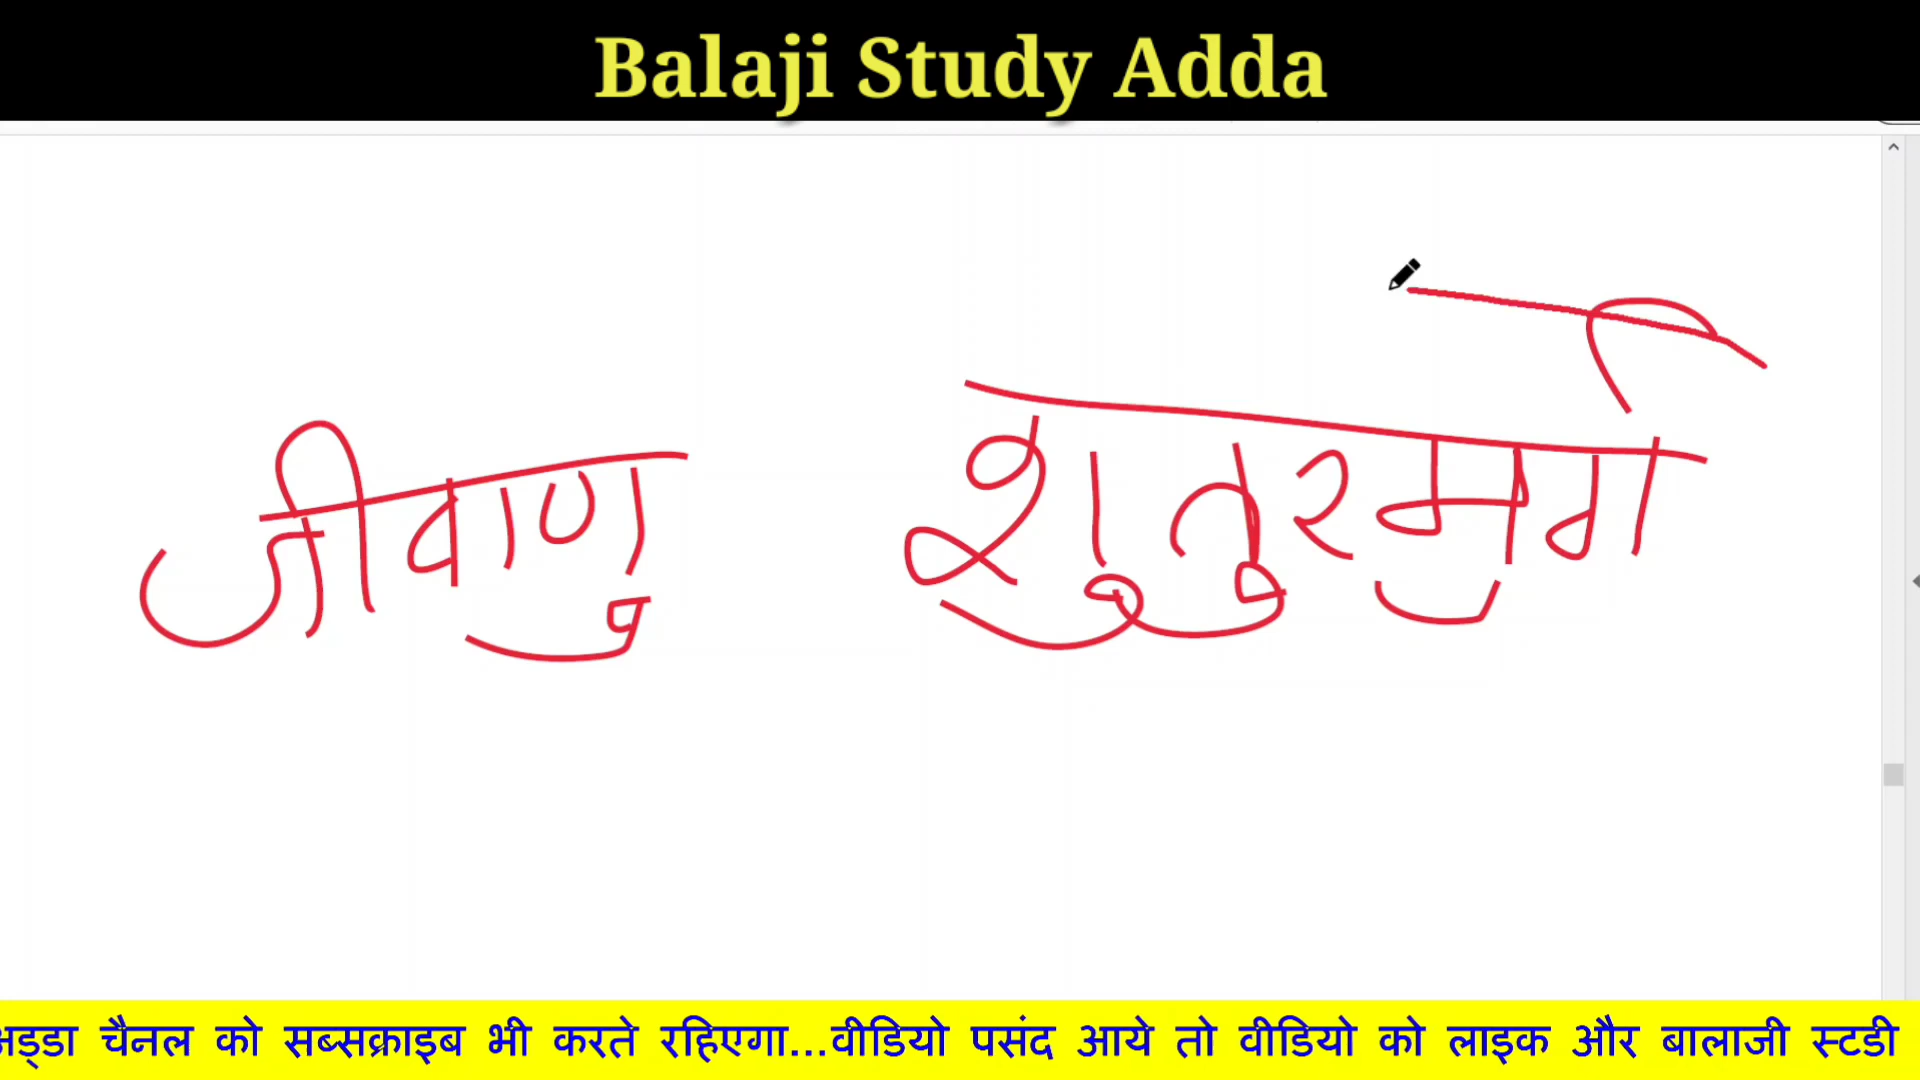 Balaji Study Adda
जीवाणु शुतुरमुर्ग
अड्डा चैनल को सब्सक्राइब भी करते रहिएगा...वीडियो पसंद आये तो वीडियो को लाइक और बालाजी स्टडी